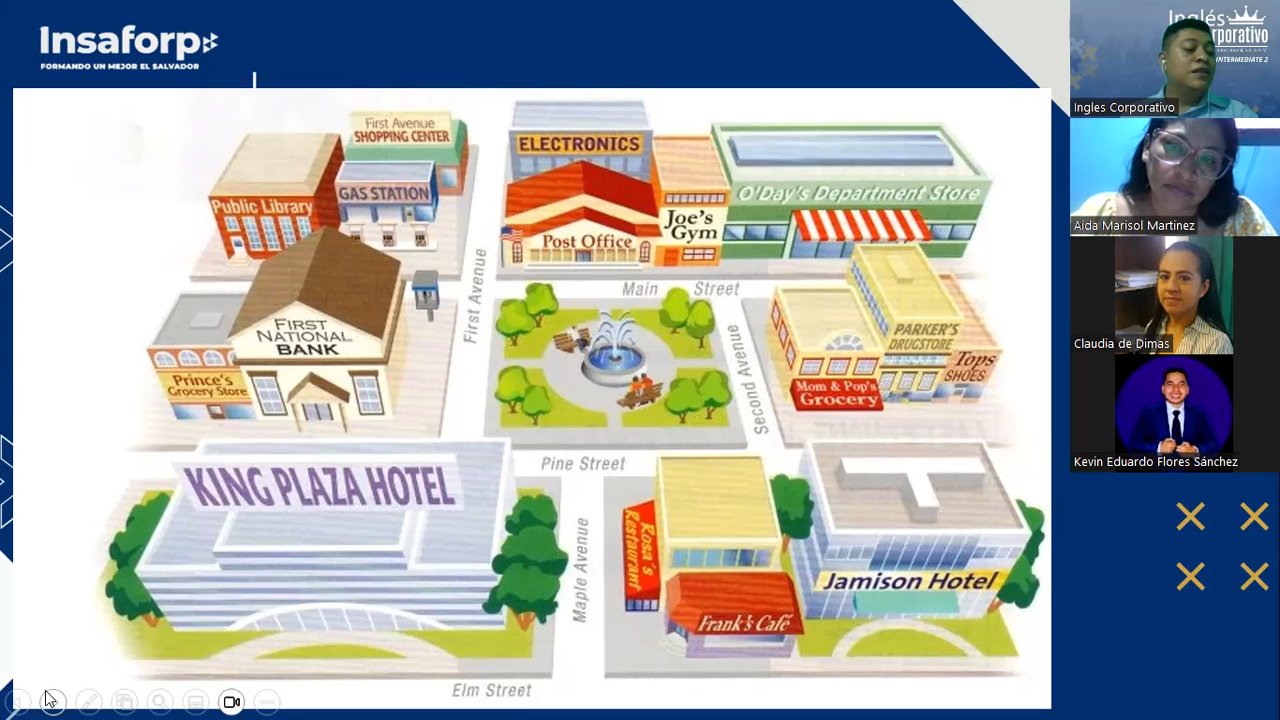 Insaforp
FORMANDO UN MEJOR EL SALVADOR
First Avenue
SHOPPING CENTER
GAS STATION
Public Library
ELECTRONICS
Post Office
Joe's
Gym
O'Day's Department Store
Main Street
First Avenue
FIRST
NATIONAL
BANK
Prince's
Grocery Store
Second Avenue
PARKER'S
DRUGSTORE
Tops
SHOES
Mom & Pop's
Grocery
Pine Street
KING PLAZA HOTEL
Maple Avenue
Rosa's
Restaurant
Frank's Café
Jamison Hotel
Elm Street
Inglés
INTERMEDIATE 2
Ingles Corporativo
Aida Marisol Martinez
Claudia de Dimas
Kevin Eduardo Flores Sánchez